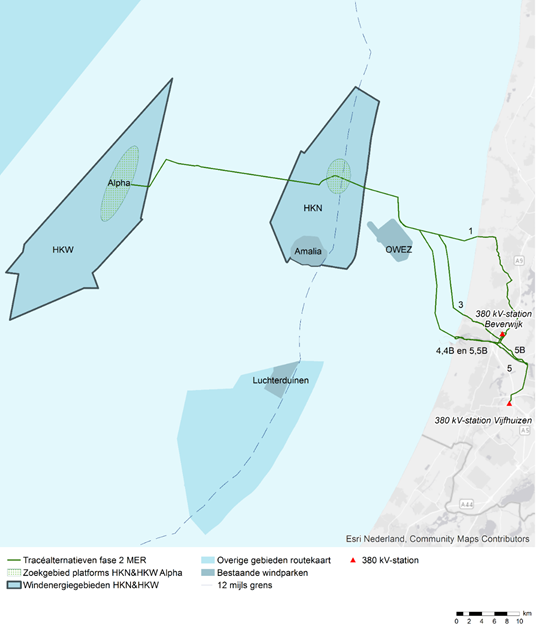 Alpha
HKW
HKN
Amalia
OWEZ
1
A9
3
380 kV-station
Beverwijk
4,4B en 5,5B
5B
5
Luchterduinen
380 kV-station Vijfhuizen
A5
A44
Esri Nederland, Community Maps Contributors
Tracéalternatieven fase 2 MER
Zoekgebied platforms HKN&HKW Alpha
Windenergiegebieden HKN&HKW
Overige gebieden routekaart
Bestaande windparken
12 mijls grens
380 kV-station
km
0 2 4 6 8 10